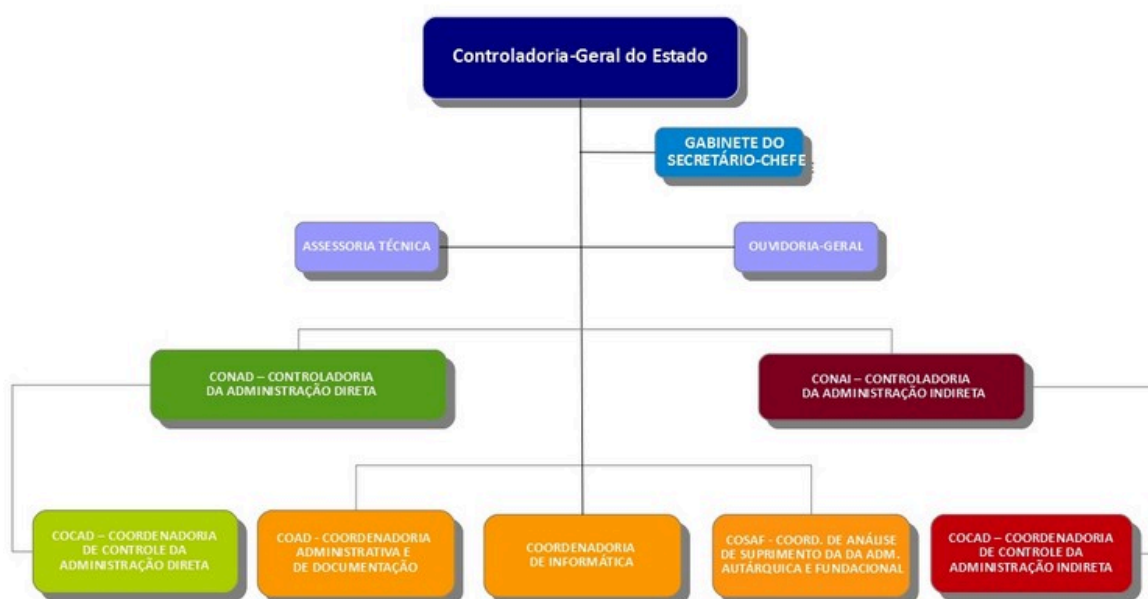 Controladoria-Geral do Estado
GABINETE DO
SECRETÁRIO-CHEFE
ASSESSORIA TÉCNICA
OUVIDORIA-GERAL
CONAD – CONTROLADORIA
DA ADMINISTRAÇÃO DIRETA
CONAI – CONTROLADORIA
DA ADMINISTRAÇÃO INDIRETA
COCAD – COORDENADORIA
DE CONTROLE DA
ADMINISTRAÇÃO DIRETA
COAD - COORDENADORIA
ADMINISTRATIVA E
DE DOCUMENTAÇÃO
COORDENADORIA
DE INFORMÁTICA
COSAF - COORD. DE ANÁLISE
DE SUPRIMENTO DA DA ADM.
AUTÁRQUICA E FUNDACIONAL
COCAD – COORDENADORIA
DE CONTROLE DA
ADMINISTRAÇÃO INDIRETA